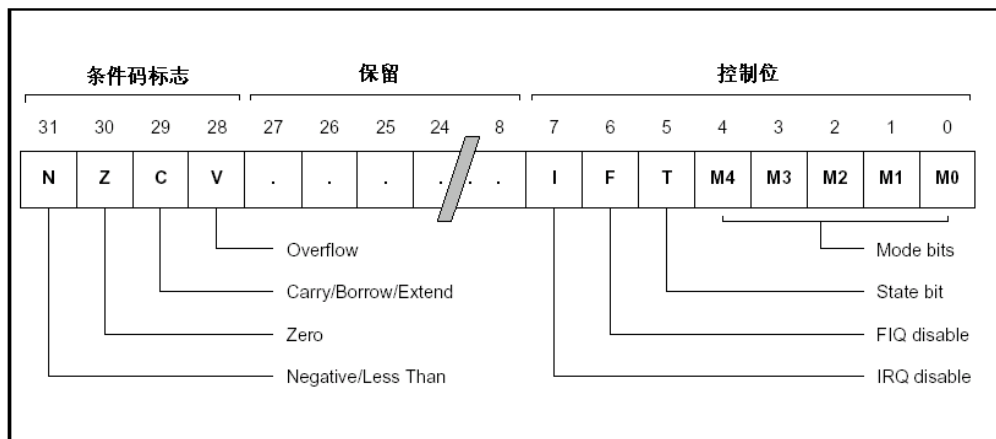 条件码标志 保留 控制位
31 30 29 28 27 26 25 24 8 7 6 5 4 3 2 1 0
N Z C V . . . . . I F T M4 M3 M2 M1 M0
Overflow Mode bits
Carry/Borrow/Extend State bit
Zero FIQ disable
Negative/Less Than IRQ disable